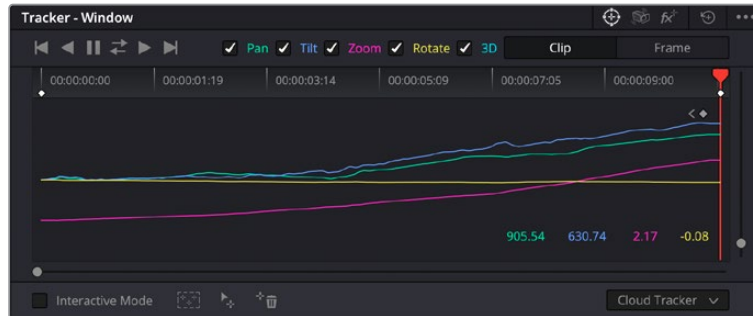 Tracker - Window
Pan Tilt Zoom Rotate 3D Clip Frame
00:00:00:00 00:00:01:19 00:00:03:14 00:00:05:09 00:00:07:05 00:00:09:00
905.54 630.74 2.17 -0.08
Interactive Mode Cloud Tracker